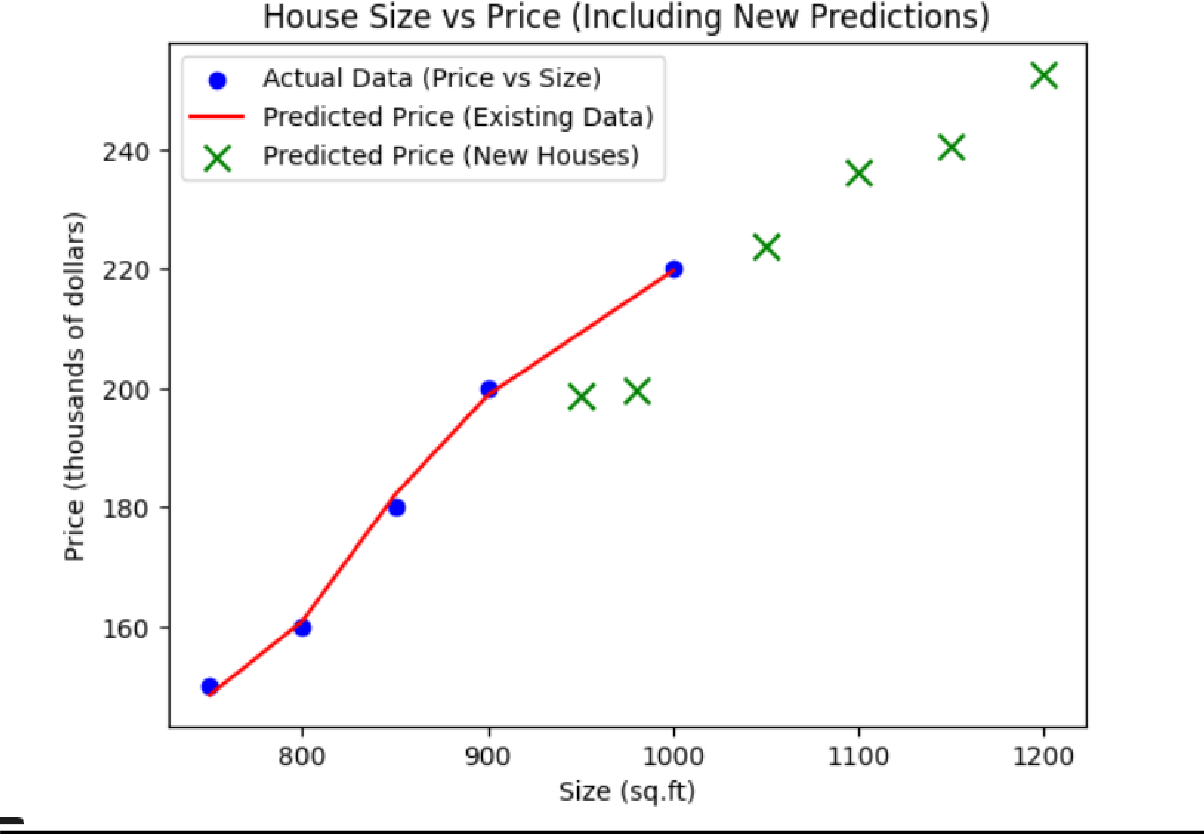 House Size vs Price (Including New Predictions)
Actual Data (Price vs Size)
Predicted Price (Existing Data)
Predicted Price (New Houses)
Price (thousands of dollars)
240
220
200
180
160
800
900
1000
1100
1200
Size (sq.ft)